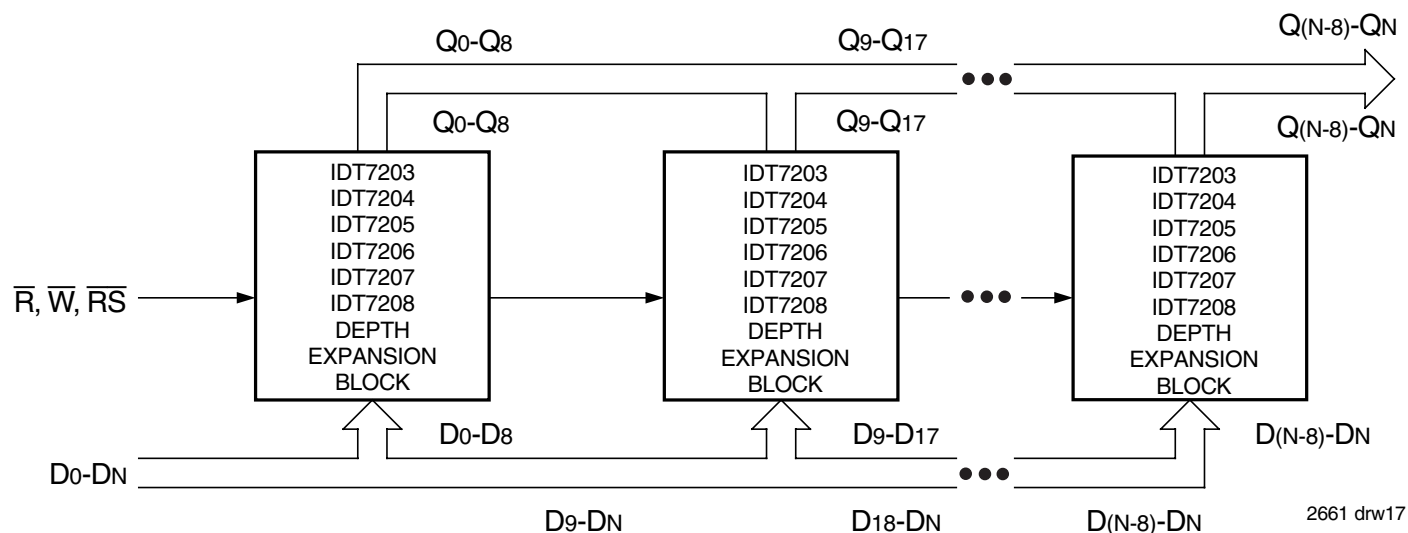 Q0-Q8
Q9-Q17
Q(N-8)-QN
Q0-Q8
Q9-Q17
Q(N-8)-QN
IDT7203
IDT7204
IDT7205
IDT7206
IDT7207
IDT7208
DEPTH
EXPANSION
BLOCK
IDT7203
IDT7204
IDT7205
IDT7206
IDT7207
IDT7208
DEPTH
EXPANSION
BLOCK
IDT7203
IDT7204
IDT7205
IDT7206
IDT7207
IDT7208
DEPTH
EXPANSION
BLOCK
R̅, W̅, R̅S̅
D0-D8
D9-D17
D(N-8)-DN
D0-DN
D9-DN
D18-DN
D(N-8)-DN
2661 drw17